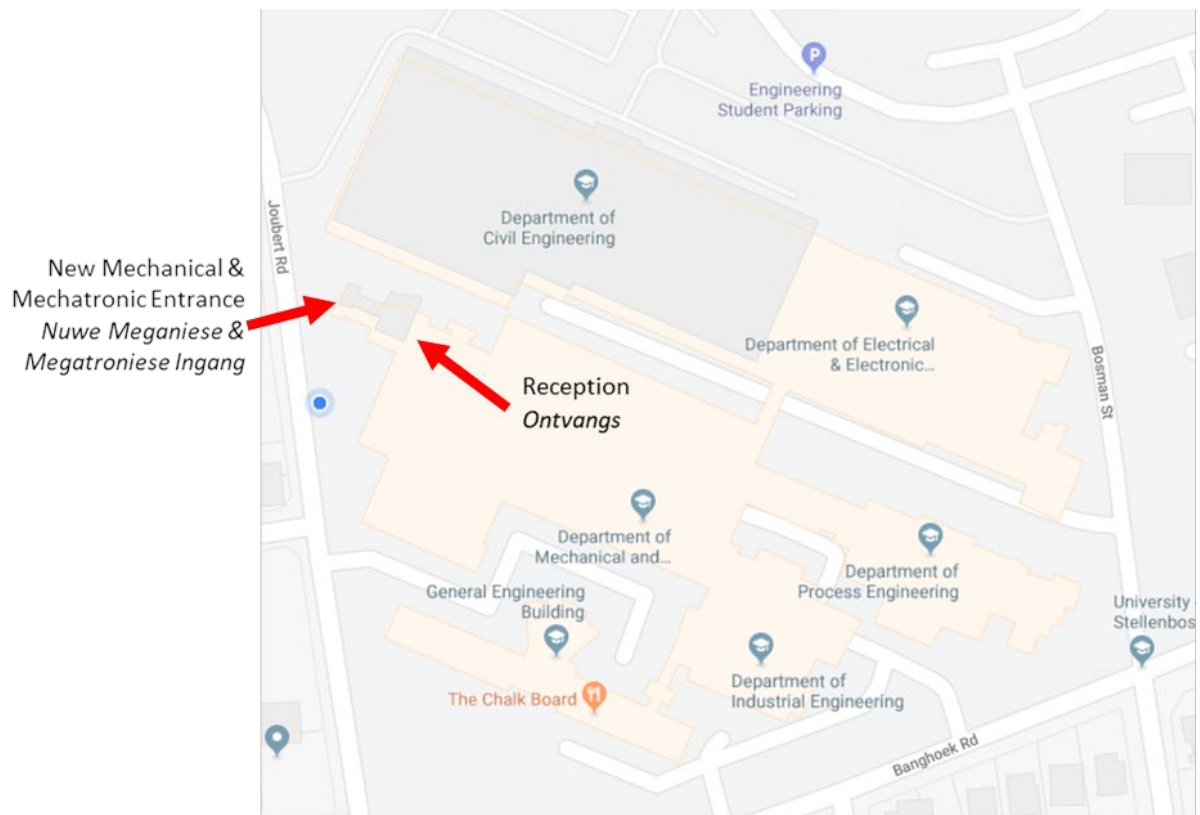 P
Engineering
Student Parking
Department of
Civil Engineering
Joubert Rd
New Mechanical &
Mechatronic Entrance
Nuwe Meganiese &
Megatroniese Ingang
Department of Electrical
& Electronic...
Bosman St
Reception
Ontvangs
Department of
Mechanical and...
Department of
Process Engineering
General Engineering
Building
University
Stellenbos
Department of
Industrial Engineering
The Chalk Board
Banghoek Rd